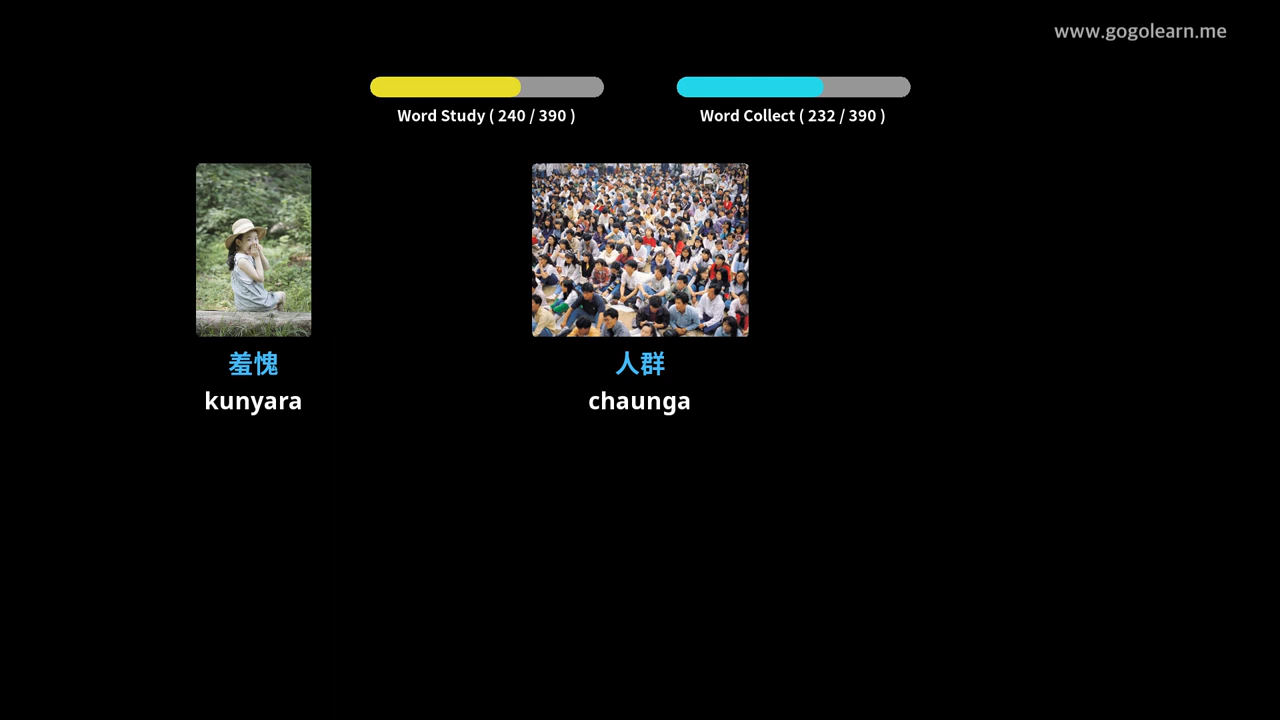 www.gogolearn.me
Word Study ( 240 / 390 )
Word Collect ( 232 / 390 )
羞愧
kunyara
人群
chaunga